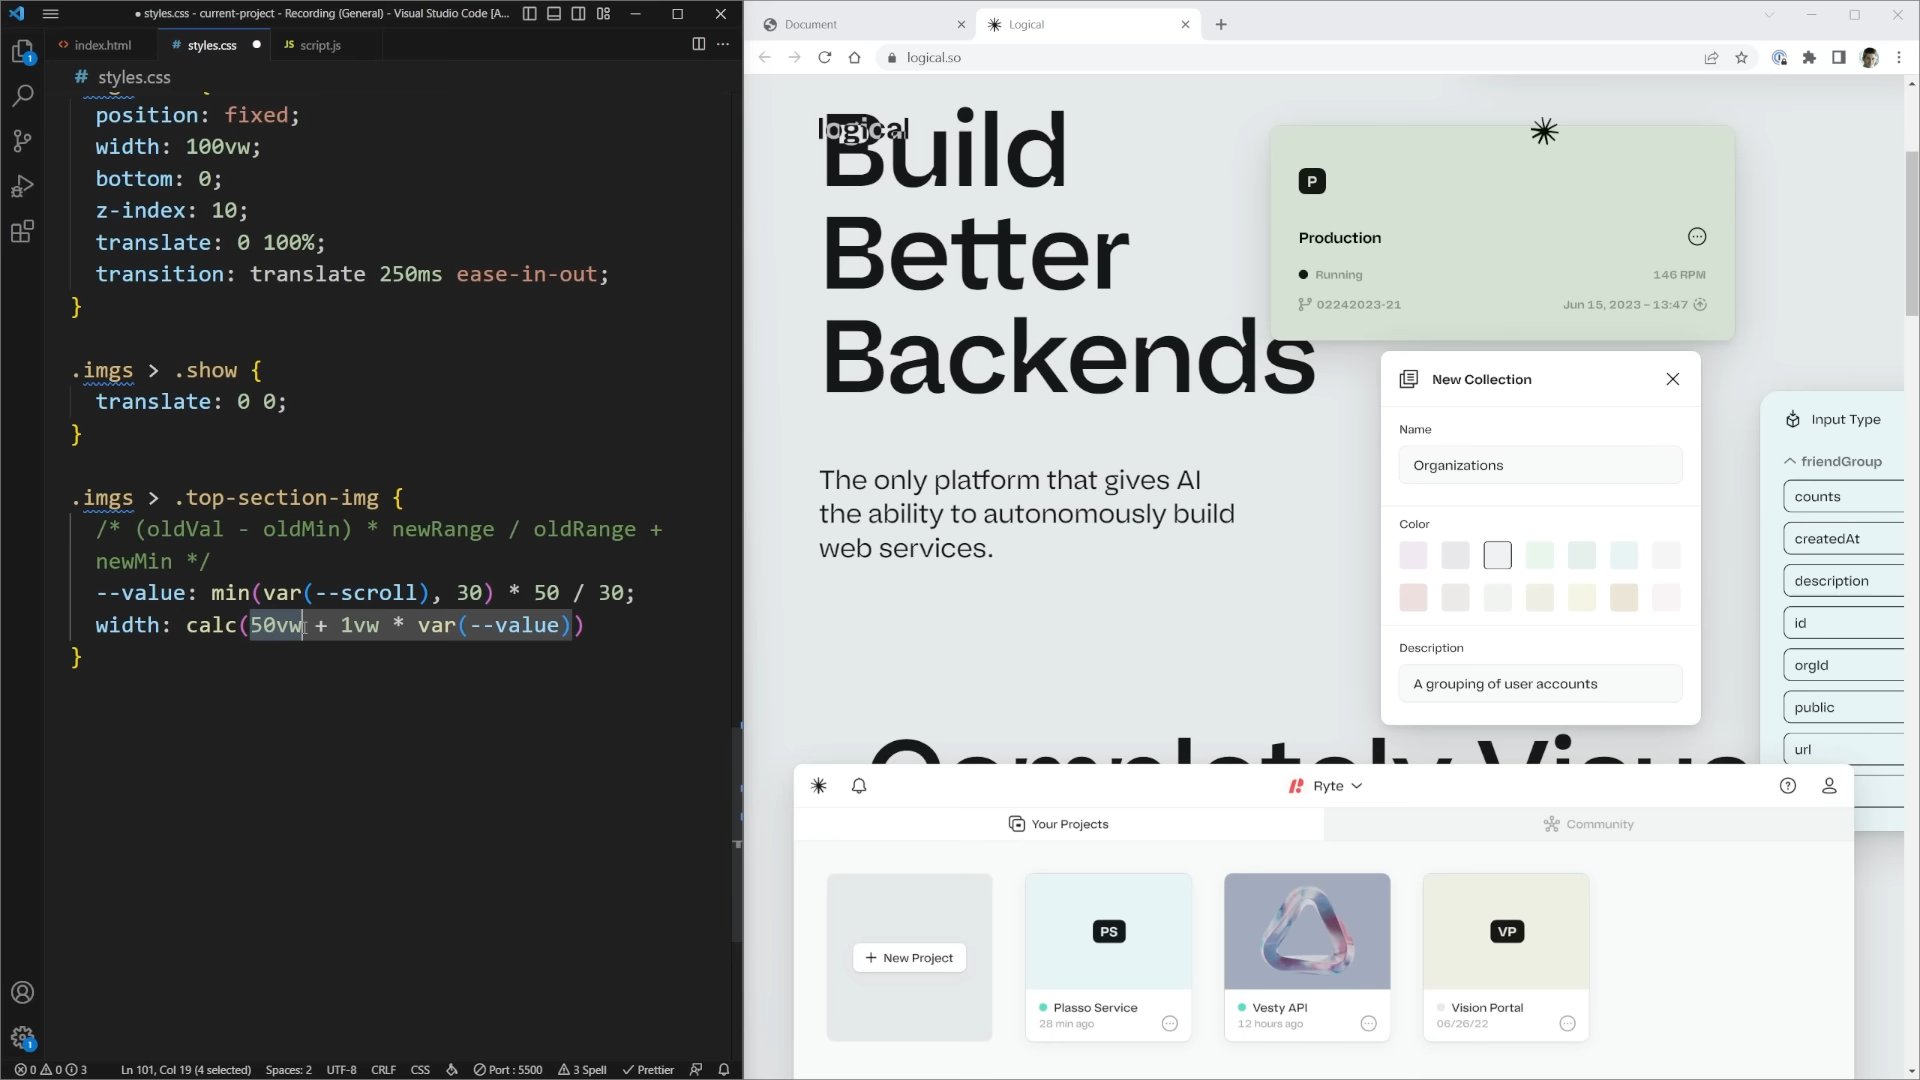 styles.css - current-project - Recording (General) - Visual Studio Code [A...
index.html
# styles.css
JS script.js
# styles.css
position: fixed;
width: 100vw;
bottom: 0;
z-index: 10;
translate: 0 100%;
transition: translate 250ms ease-in-out;
}
.imgs > .show {
translate: 0 0;
}
.imgs > .top-section-img {
/* (oldVal - oldMin) * newRange / oldRange +
newMin */
--value: min(var(--scroll), 30) * 50 / 30;
width: calc(50vw + 1vw * var(--value))
}
1
1
0 0 3
Ln 101, Col 19 (4 selected)
Spaces: 2
UTF-8
CRLF
CSS
Port : 5500
3 Spell
Prettier
Document
Logical
logical.so
logical
Build
Better
Backends
The only platform that gives AI
the ability to autonomously build
web services.
P
Production
Running
146 RPM
02242023-21
Jun 15, 2023 – 13:47
New Collection
Name
Organizations
Color
Description
A grouping of user accounts
Input Type
friendGroup
counts
createdAt
description
id
orgId
public
url
Completely Visual
Ryte
Your Projects
Community
+ New Project
PS
Plasso Service
28 min ago
Vesty API
12 hours ago
VP
Vision Portal
06/26/22